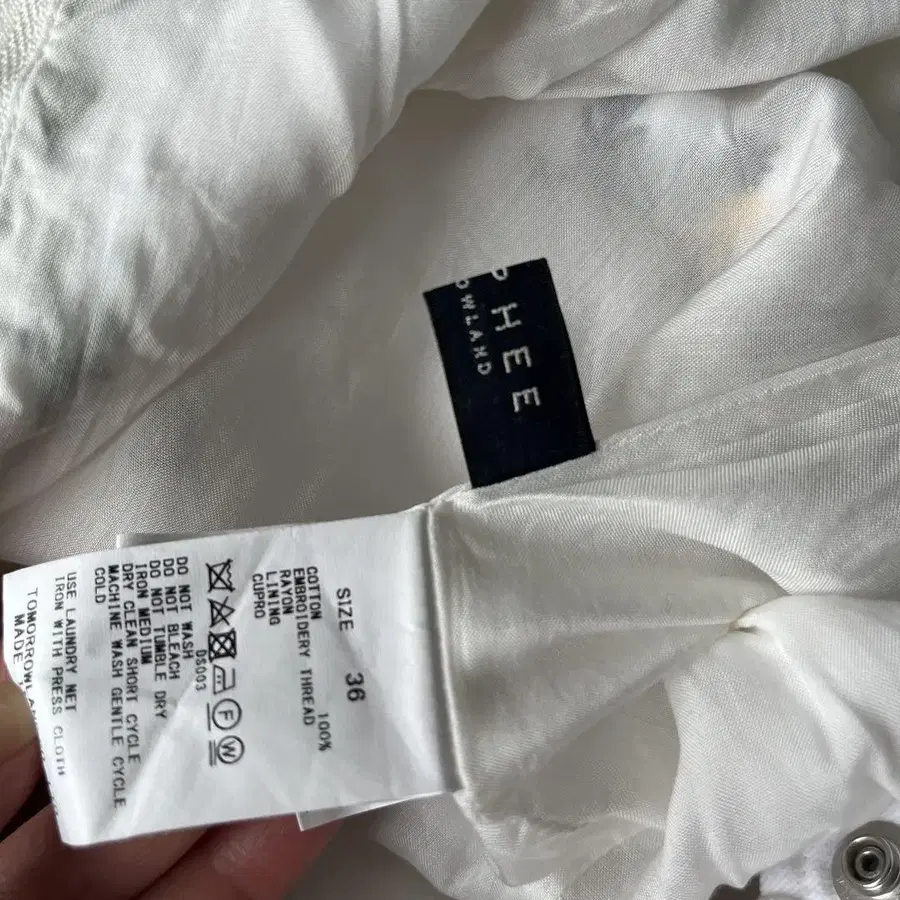 HEE
OWLAND
SIZE 36
COTTON 100%
EMBROIDERY THREAD
RAYON
LINING
CUPRO
DS003
F W
DO NOT WASH
DO NOT BLEACH
DO NOT TUMBLE DRY
IRON MEDIUM
DRY CLEAN SHORT CYCLE
MACHINE WASH GENTLE CYCLE
COLD
USE LAUNDRY NET
IRON WITH PRESS CLOTH
TOMORROWLA
MADE